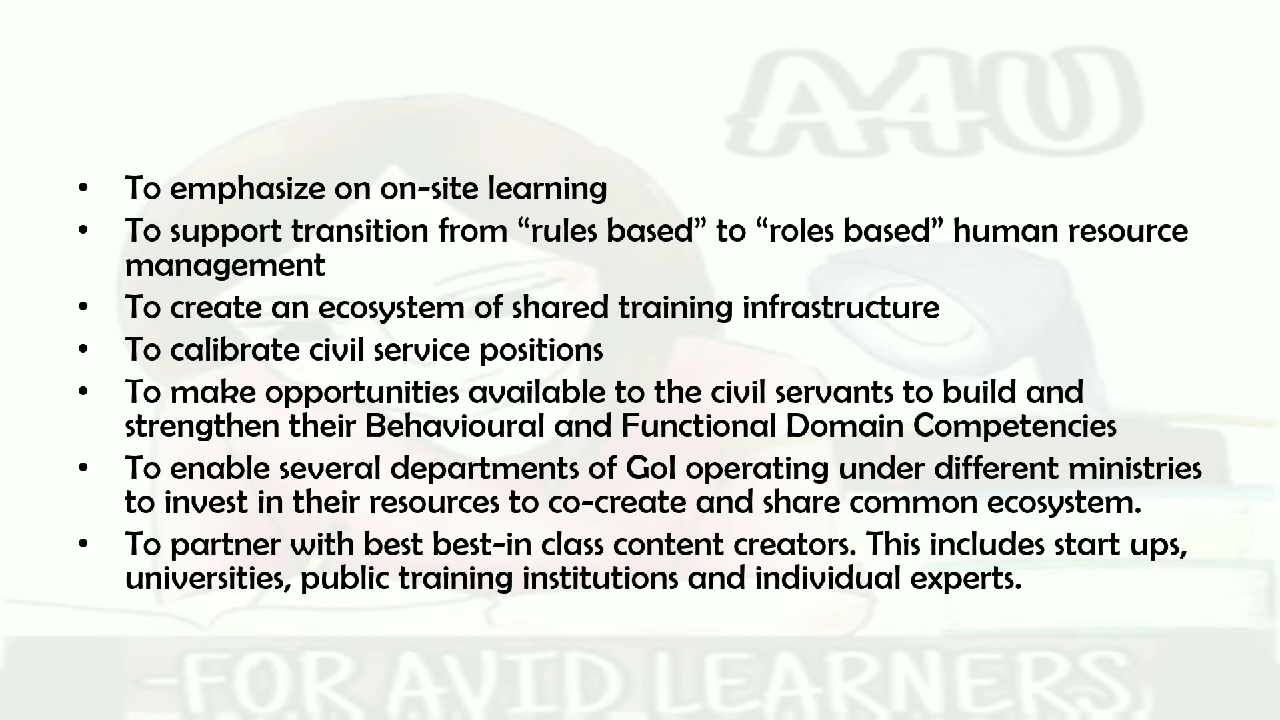 A4U
• To emphasize on on-site learning
• To support transition from “rules based” to “roles based” human resource
management
• To create an ecosystem of shared training infrastructure
• To calibrate civil service positions
• To make opportunities available to the civil servants to build and
strengthen their Behavioural and Functional Domain Competencies
• To enable several departments of GoI operating under different ministries
to invest in their resources to co-create and share common ecosystem.
• To partner with best best-in class content creators. This includes start ups,
universities, public training institutions and individual experts.
-FOR AVID LEARNERS.